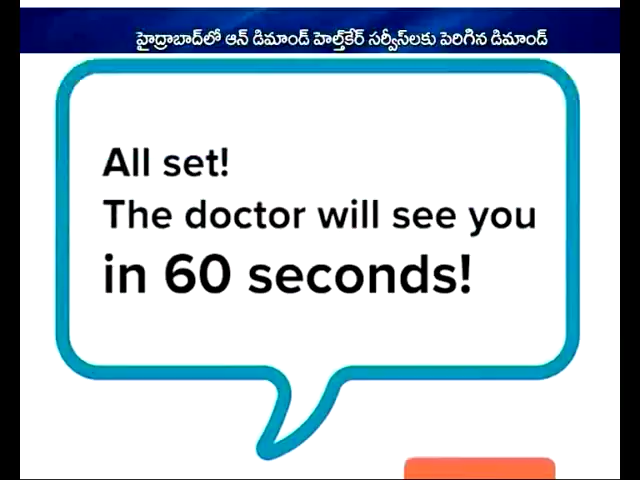 హైద్రాబాద్‌లో ఆన్ డిమాండ్ హెల్త్‌కేర్ సర్వీస్‌లకు పెరిగిన డిమాండ్
All set!
The doctor will see you
in 60 seconds!